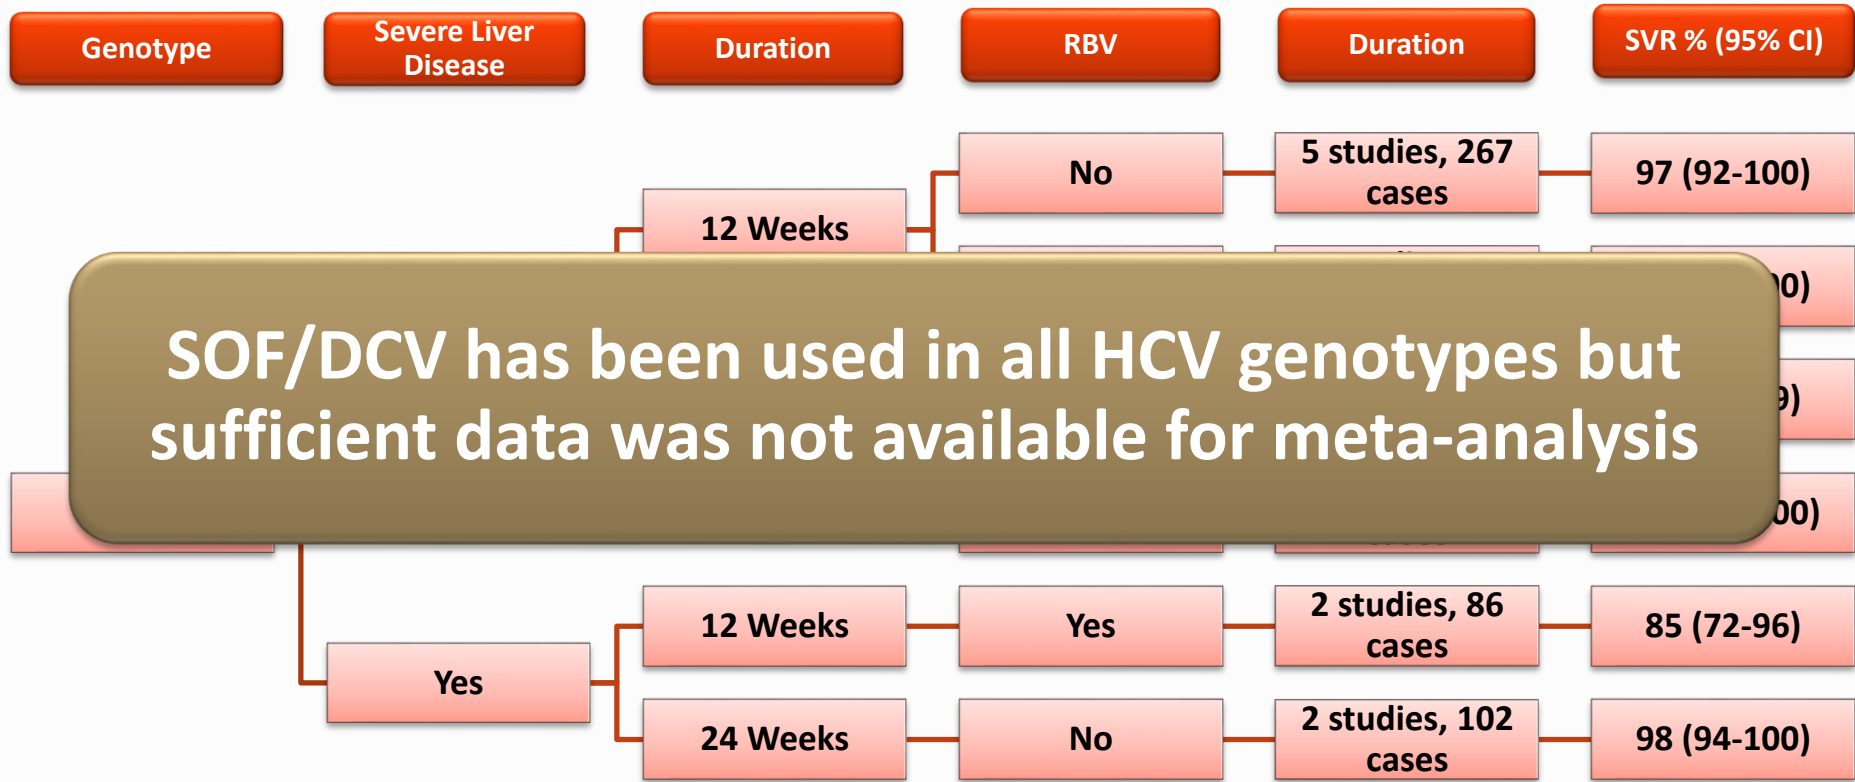 Genotype
Severe Liver
Disease
Duration
RBV
Duration
SVR % (95% CI)
No
5 studies, 267
cases
97 (92-100)
12 Weeks
SOF/DCV has been used in all HCV genotypes but
sufficient data was not available for meta-analysis
12 Weeks
Yes
2 studies, 86
cases
85 (72-96)
Yes
24 Weeks
No
2 studies, 102
cases
98 (94-100)